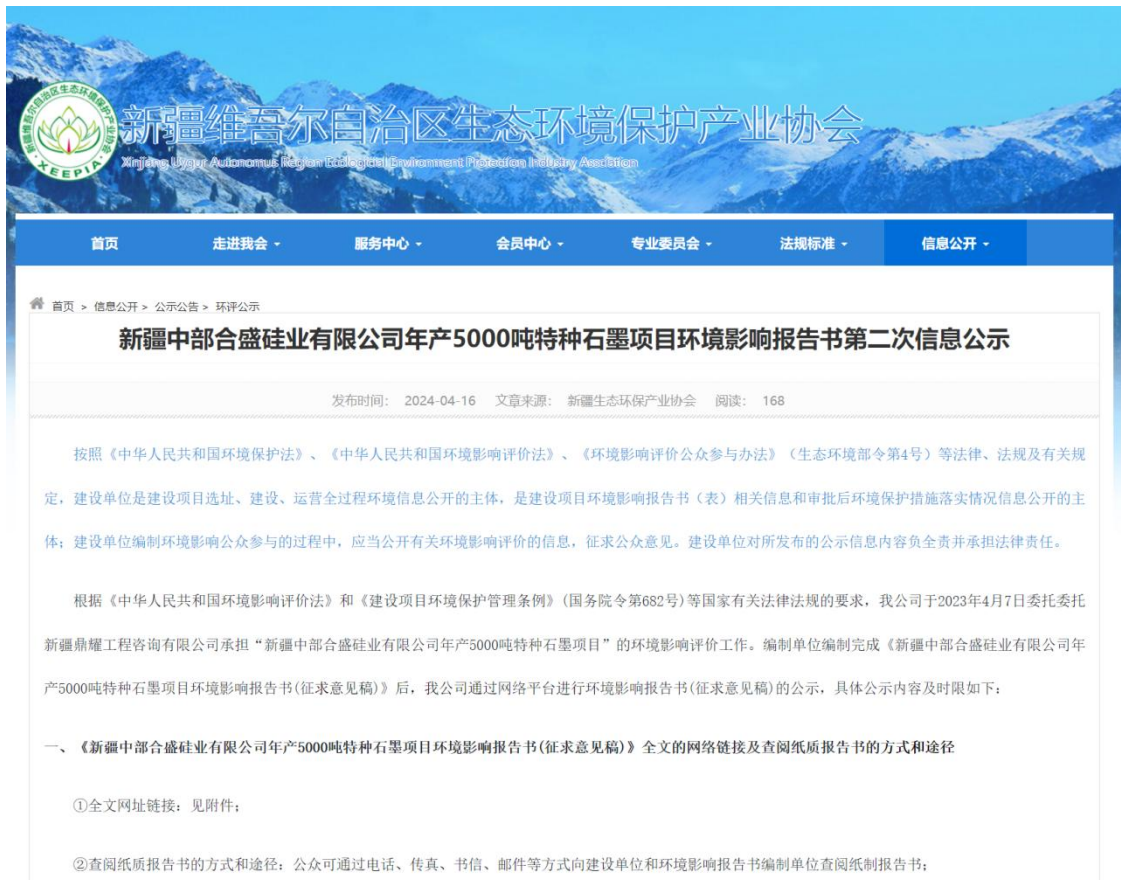 新疆维吾尔自治区生态环境保护产业协会
XEEPIA
首页 走进我会 服务中心 会员中心 专业委员会 法规标准 信息公开
首页 > 信息公开 > 公示公告 > 环评公示
新疆中部合盛硅业有限公司年产5000吨特种石墨项目环境影响报告书第二次信息公示
发布时间： 2024-04-16 文章来源： 新疆生态环保产业协会 阅读： 168
按照《中华人民共和国环境保护法》、《中华人民共和国环境影响评价法》、《环境影响评价公众参与办法》（生态环境部令第4号）等法律、法规及有关规
定，建设单位是建设项目选址、建设、运营全过程环境信息公开的主体，是建设项目环境影响报告书（表）相关信息和审批后环境保护措施落实情况信息公开的主
体；建设单位编制环境影响公众参与的过程中，应当公开有关环境影响评价的信息，征求公众意见。建设单位对所发布的公示信息内容负全责并承担法律责任。
根据《中华人民共和国环境影响评价法》和《建设项目环境保护管理条例》(国务院令第682号)等国家有关法律法规的要求，我公司于2023年4月7日委托委托
新疆鼎耀工程咨询有限公司承担“新疆中部合盛硅业有限公司年产5000吨特种石墨项目”的环境影响评价工作。编制单位编制完成《新疆中部合盛硅业有限公司年
产5000吨特种石墨项目环境影响报告书(征求意见稿)》后，我公司通过网络平台进行环境影响报告书(征求意见稿)的公示，具体公示内容及时限如下：
一、《新疆中部合盛硅业有限公司年产5000吨特种石墨项目环境影响报告书(征求意见稿)》全文的网络链接及查阅纸质报告书的方式和途径
①全文网址链接：见附件；
②查阅纸质报告书的方式和途径：公众可通过电话、传真、书信、邮件等方式向建设单位和环境影响报告书编制单位查阅纸制报告书；